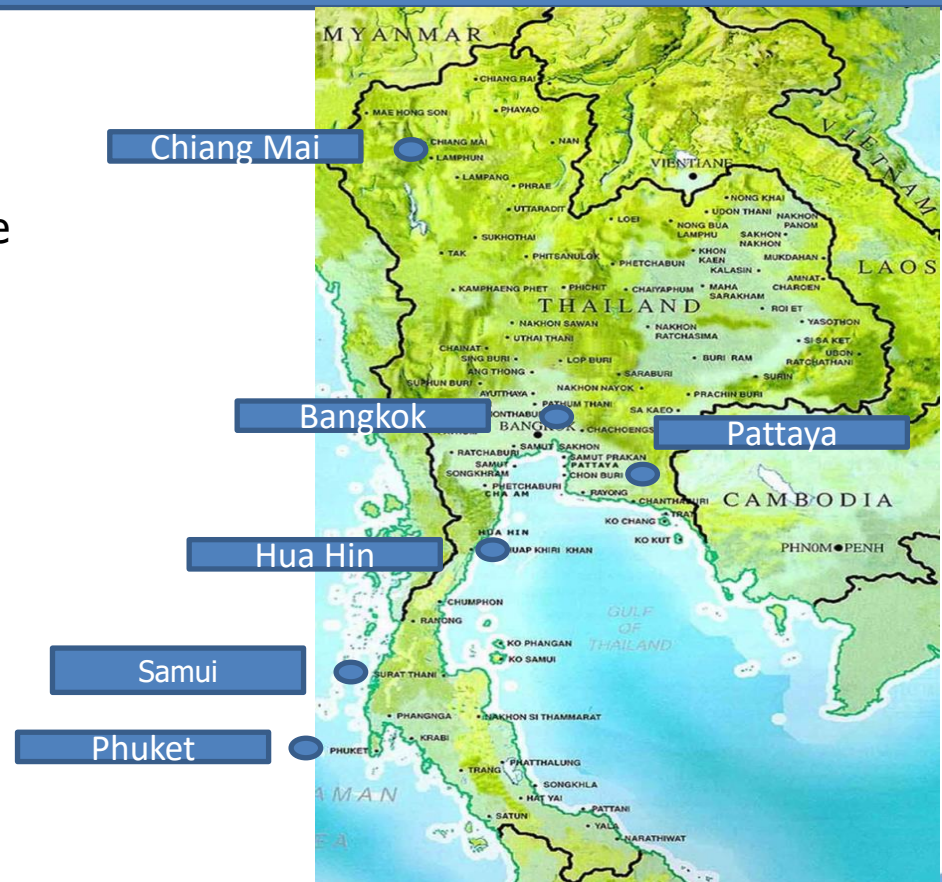 MYANMAR
CHIANG RAI
MAE HONG SON
PHAYAO
Chiang Mai
CHIANG MAI
NAN
LAMPHUN
VIENTIANE
VIETNAM
LAMPANG
PHRAE
NONG KHAI
e
UTTARADIT
LOEI
UDON THANI
NAKHON PANOM
NONG BUA LAMPHU
SAKHON NAKHON
SUKHOTHAI
TAK
PHITSANULOK
PHETCHABUN
KHON KAEN
MUKDAHAN
KALASIN
LAOS
AMNAT CHAROEN
KAMPHAENG PHET
PHICHIT
CHAIYAPHUM
MAHA SARAKHAM
THAILAND
ROI ET
NAKHON SAWAN
NAKHON RATCHASIMA
YASOTHON
UTHAI THANI
SI SA KET
CHAINAT
SING BURI
LOP BURI
BURI RAM
UBON RATCHATHANI
ANG THONG
SARABURI
SURIN
SUPHUN BURI
NAKHON NAYOK
AYUTTHAYA
PRACHIN BURI
PATHUM THANI
SA KAEO
Bangkok
NONTHABU
BANGKOK
CHACHOENGS
Pattaya
RATCHABURI
SAMUT SAKHON
SAMUT PRAKAN
SAMUT SONGKHRAM
PATTAYA
CHON BURI
PHETCHABURI
CHA AM
RAYONG
CHANTHABURI
CAMBODIA
TRAT
KO CHANG
HUA HIN
KO KUT
PHNOM PENH
Hua Hin
UAP KHIRI KHAN
CHUMPHON
RANONG
GULF
OF
THAILAND
KO PHANGAN
KO SAMUI
Samui
SURAT THANI
PHANGNGA
NAKHON SI THAMMARAT
Phuket
PHUKET
KRABI
PHATTHALUNG
TRANG
SONGKHLA
AMAN
HAT YAI
PATTANI
SATUN
YALA
EA
NARATHIWAT